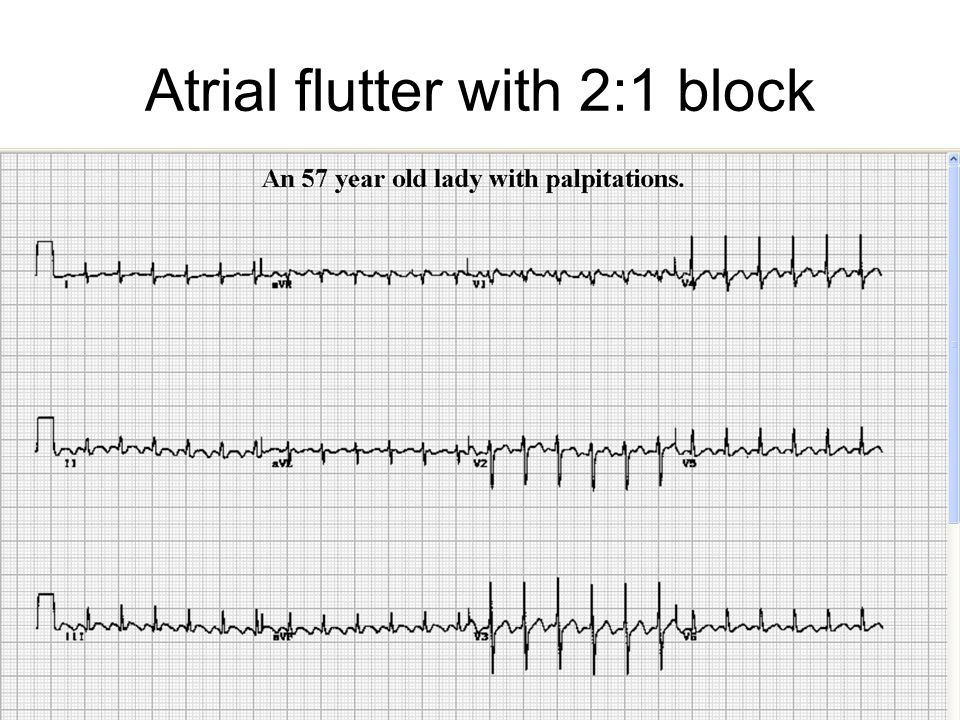 Atrial flutter with 2:1 block
An 57 year old lady with palpitations.
I aVR V1 V4
II aVL V2 V5
III aVF V3 V6